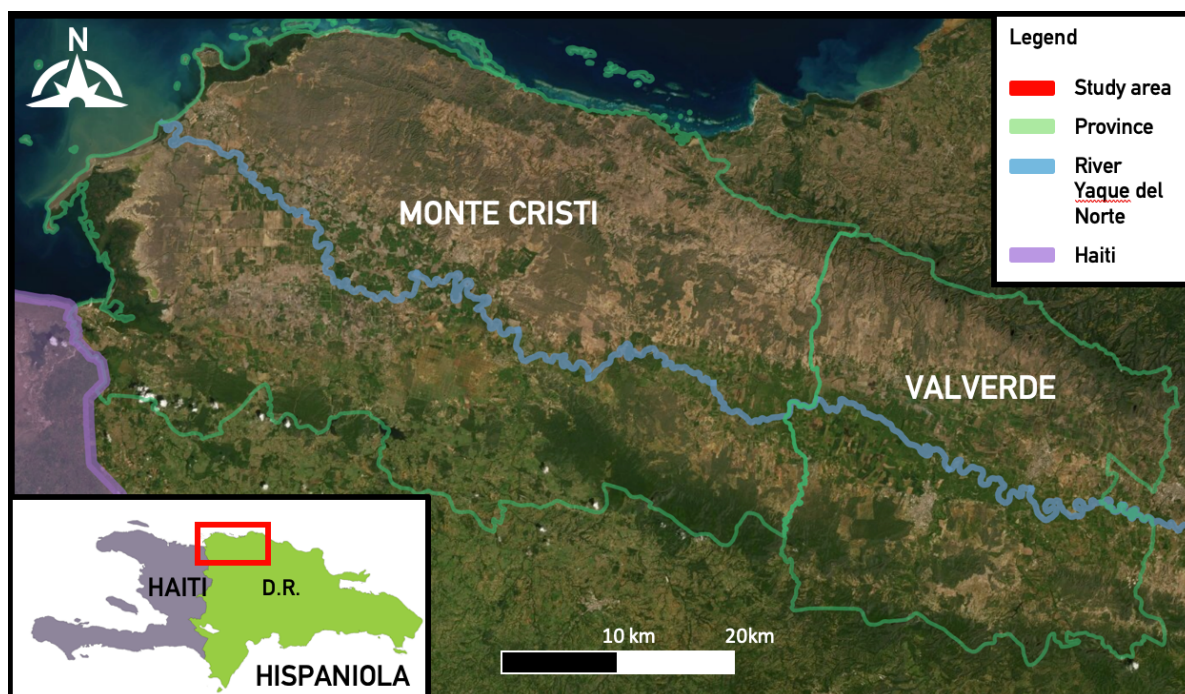 N
MONTE CRISTI
VALVERDE
Legend
Study area
Province
River
Yaque del
Norte
Haiti
HAITI
D.R.
HISPANIOLA
10 km
20km